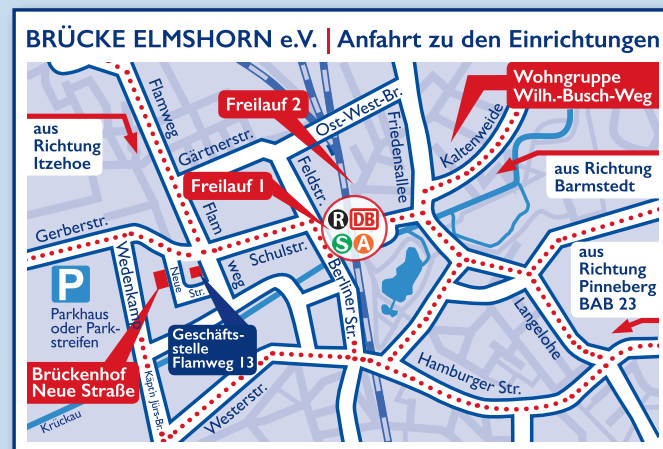 BRÜCKE ELMSHORN e.V. | Anfahrt zu den Einrichtungen
Wohngruppe
Wilh.-Busch-Weg
Freilauf 2
Flamweg
Ost-West-Br.
Friedensallee
Kaltenweide
aus
Richtung
Itzehoe
Gärtnerstr.
Feldstr.
aus Richtung
Barmstedt
Freilauf 1
Flam
weg
R
DB
S
A
Gerberstr.
Wedenkamp
Schulstr.
Neue
Str.
Berliner Str.
aus
Richtung
Pinneberg
BAB 23
P
Parkhaus
oder Park-
streifen
Geschäfts-
stelle
Flamweg 13
Langelohe
Brückenhof
Neue Straße
Käpt'n Jürs-Br.
Hamburger Str.
Westerstr.
Krückau